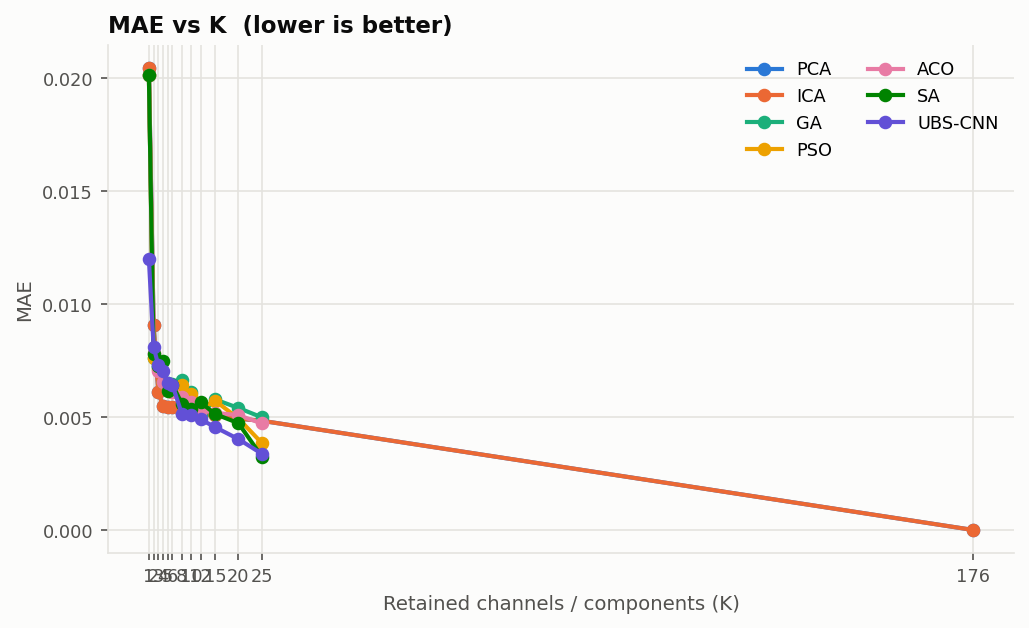 MAE vs K  (lower is better)
PCA
ICA
GA
PSO
ACO
SA
UBS-CNN
0.020
0.015
0.010
0.005
0.000
MAE
15 20 25 176
Retained channels / components (K)